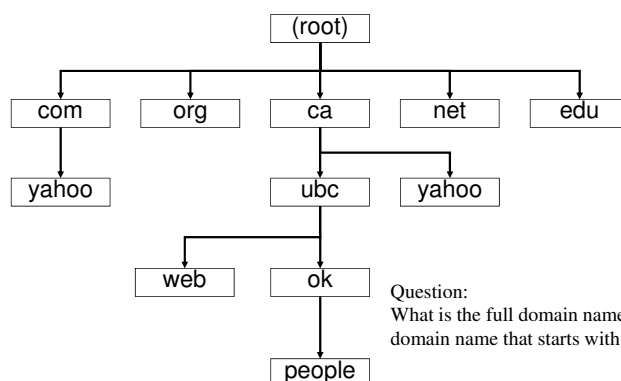 (root)
com org ca net edu
yahoo ubc yahoo
web ok
Question:
What is the full domain name
domain name that starts with
people